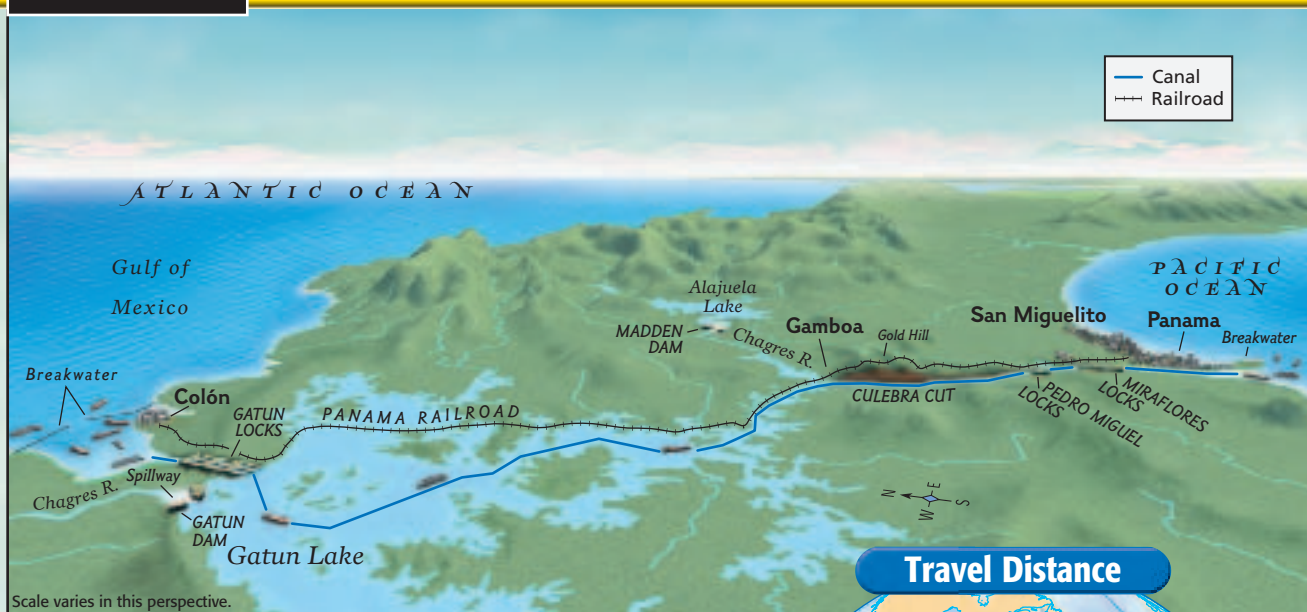 Canal
Railroad
ATLANTIC OCEAN
Gulf of
Mexico
PACIFIC
OCEAN
Alajuela
Lake
MADDEN
DAM
Chagres R.
Gamboa
Gold Hill
San Miguelito
Panama
Breakwater
Breakwater
Colón
GATUN
LOCKS
PANAMA RAILROAD
CULEBRA CUT
PEDRO MIGUEL
LOCKS
MIRAFLORES
LOCKS
Chagres R.
Spillway
GATUN
DAM
Gatun Lake
N
E
W
S
Travel Distance
Scale varies in this perspective.